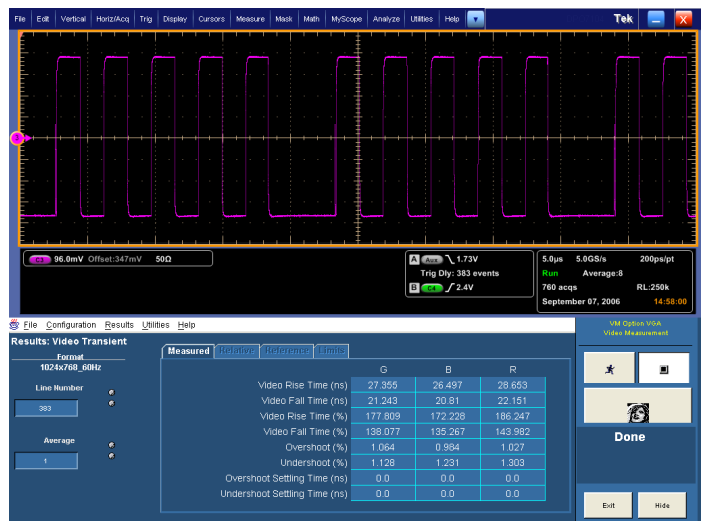 File Edit Vertical Horiz/Acq Trig Display Cursors Measure Mask Math MyScope Analyze Utilities Help Tek X
C3 96.0mV Offset:347mV 50Ω
A Aux 1.73V
Trig Dly: 383 events
B C4 2.4V
5.0µs 5.0GS/s 200ps/pt
Run Average:8
760 acqs RL:250k
September 07, 2006 14:58:00
File Configuration Results Utilities Help
Results: Video Transient
Format
1024x768_60Hz
Line Number
383
Average
1
Measured Relative Reference Limits
G B R
Video Rise Time (ns) 27.355 26.497 28.653
Video Fall Time (ns) 21.243 20.81 22.151
Video Rise Time (%) 177.809 172.228 186.247
Video Fall Time (%) 138.077 135.267 143.982
Overshoot (%) 1.064 0.984 1.027
Undershoot (%) 1.128 1.231 1.303
Overshoot Settling Time (ns) 0.0 0.0 0.0
Undershoot Settling Time (ns) 0.0 0.0 0.0
VM Option VGA
Video Measurement
Done
Exit Hide